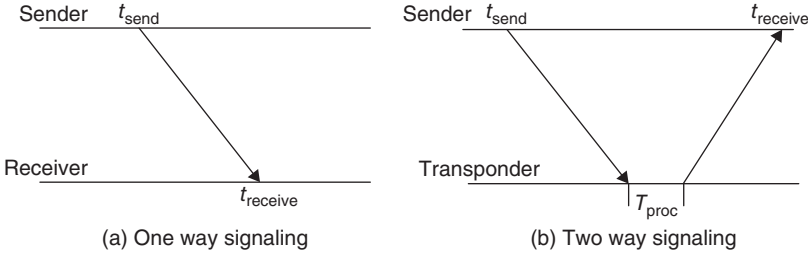 Sender t_send
Receiver
t_receive
(a) One way signaling
Sender t_send t_receive
Transponder
T_proc
(b) Two way signaling